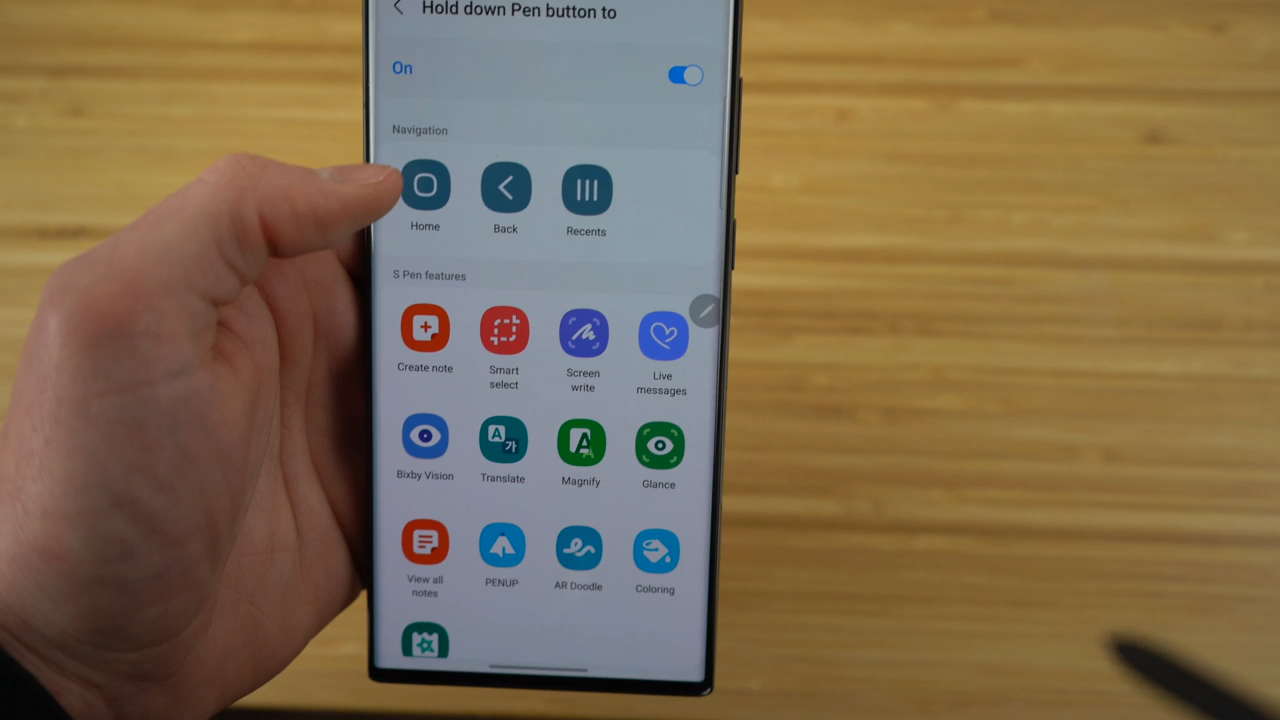 Hold down Pen button to
On
Navigation
Home
Back
Recents
S Pen features
Create note
Smart
select
Screen
write
Live
messages
Bixby Vision
Translate
Magnify
Glance
View all
notes
PENUP
AR Doodle
Coloring